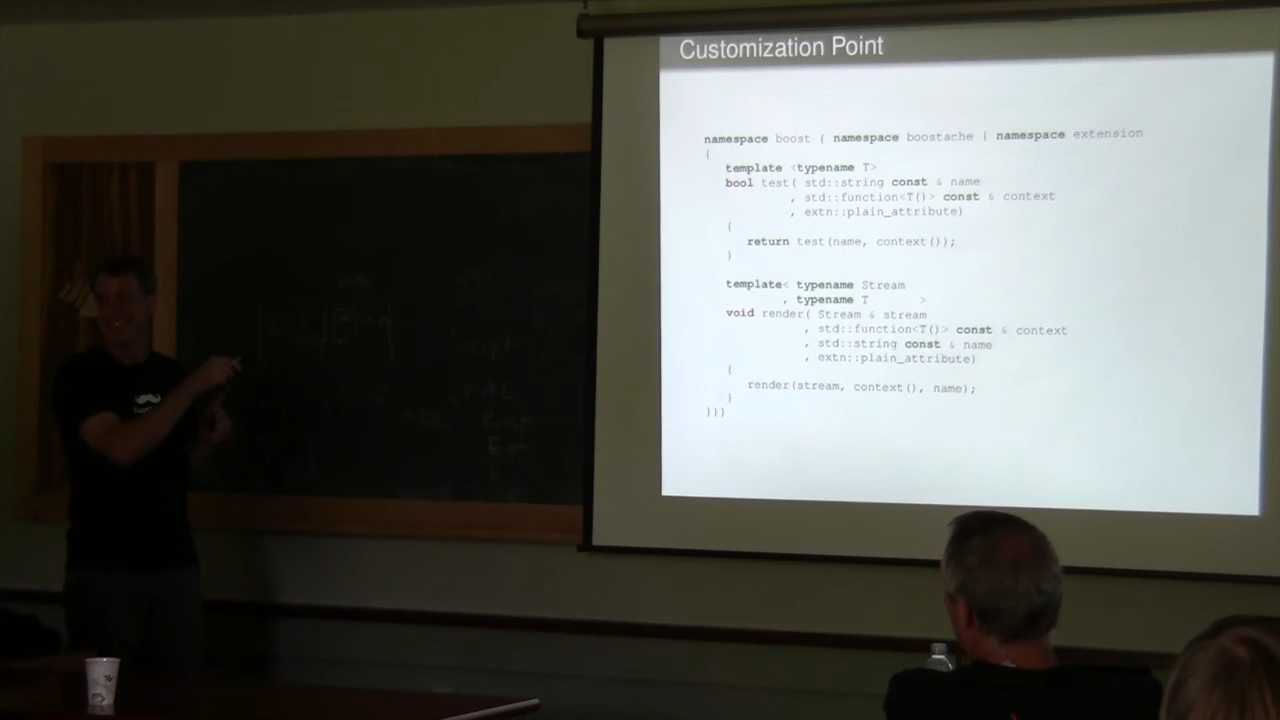 Customization Point
namespace boost { namespace boostache { namespace extension
{
template <typename T>
bool test( std::string const & name
, std::function<T()> const & context
, extn::plain_attribute)
{
return test(name, context());
}
template< typename Stream
, typename T >
void render( Stream & stream
, std::function<T()> const & context
, std::string const & name
, extn::plain_attribute)
{
render(stream, context(), name);
}
}}}